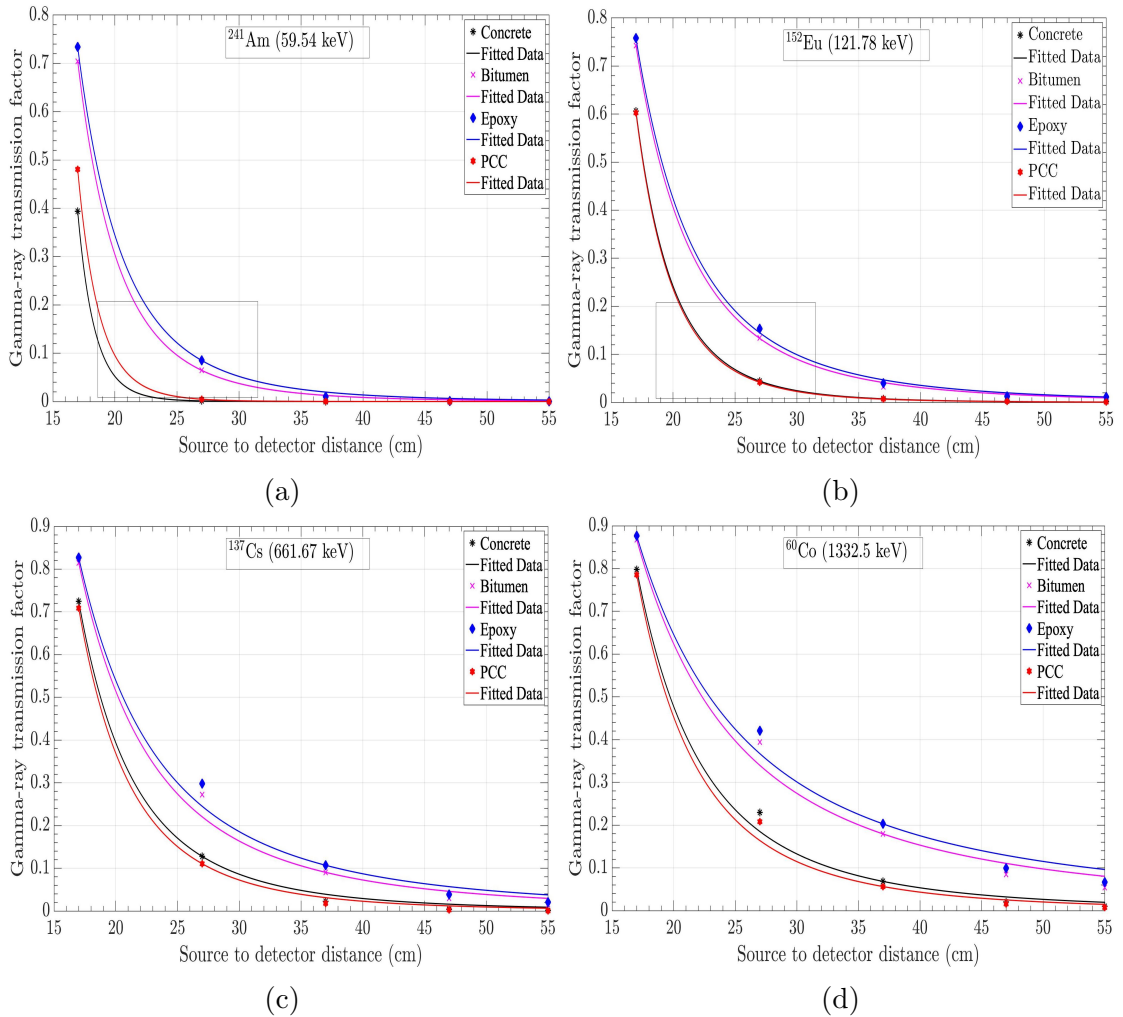 0.8
0.7
0.6
0.5
0.4
0.3
0.2
0.1
0
Gamma-ray transmission factor
²⁴¹Am (59.54 keV)
Concrete
Fitted Data
Bitumen
Fitted Data
Epoxy
Fitted Data
PCC
Fitted Data
15 20 25 30 35 40 45 50 55
Source to detector distance (cm)
(a)
0.8
0.7
0.6
0.5
0.4
0.3
0.2
0.1
0
Gamma-ray transmission factor
¹⁵²Eu (121.78 keV)
Concrete
Fitted Data
Bitumen
Fitted Data
Epoxy
Fitted Data
PCC
Fitted Data
15 20 25 30 35 40 45 50 55
Source to detector distance (cm)
(b)
0.9
0.8
0.7
0.6
0.5
0.4
0.3
0.2
0.1
0
Gamma-ray transmission factor
¹³⁷Cs (661.67 keV)
Concrete
Fitted Data
Bitumen
Fitted Data
Epoxy
Fitted Data
PCC
Fitted Data
15 20 25 30 35 40 45 50 55
Source to detector distance (cm)
(c)
0.9
0.8
0.7
0.6
0.5
0.4
0.3
0.2
0.1
0
Gamma-ray transmission factor
⁶⁰Co (1332.5 keV)
Concrete
Fitted Data
Bitumen
Fitted Data
Epoxy
Fitted Data
PCC
Fitted Data
15 20 25 30 35 40 45 50 55
Source to detector distance (cm)
(d)